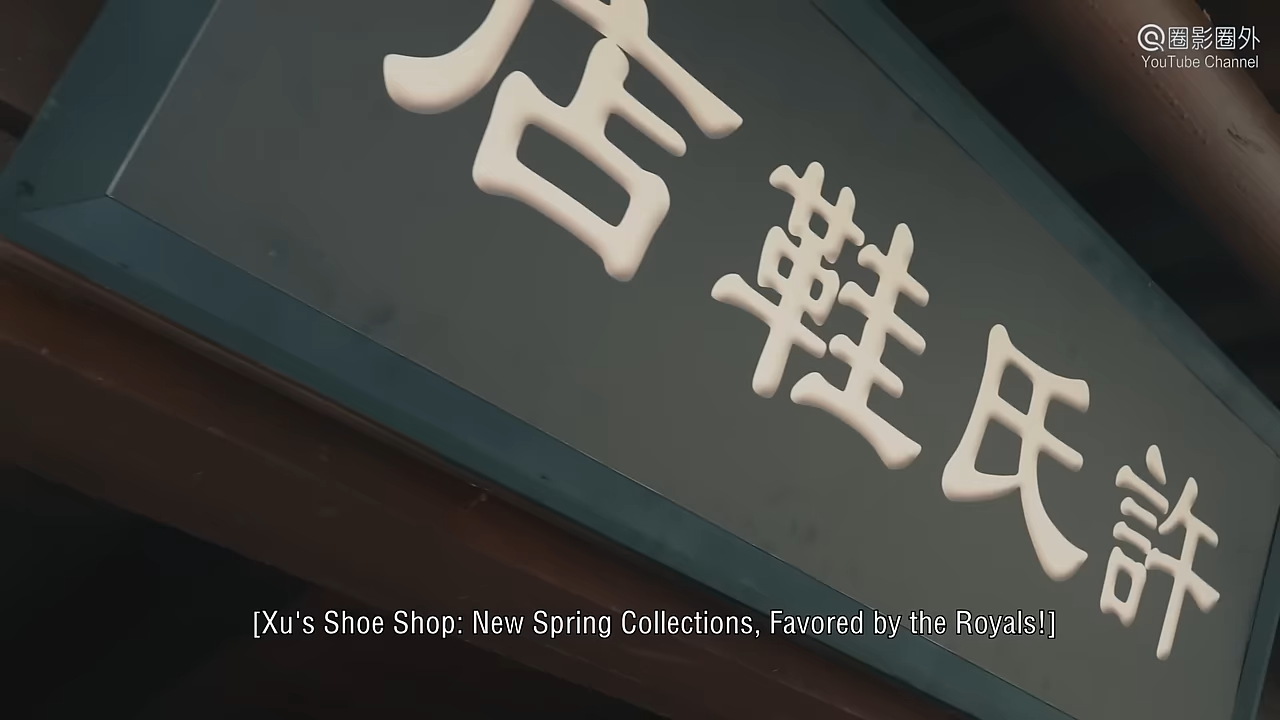 圈影圈外
YouTube Channel
許氏鞋店
[Xu's Shoe Shop: New Spring Collections, Favored by the Royals!]